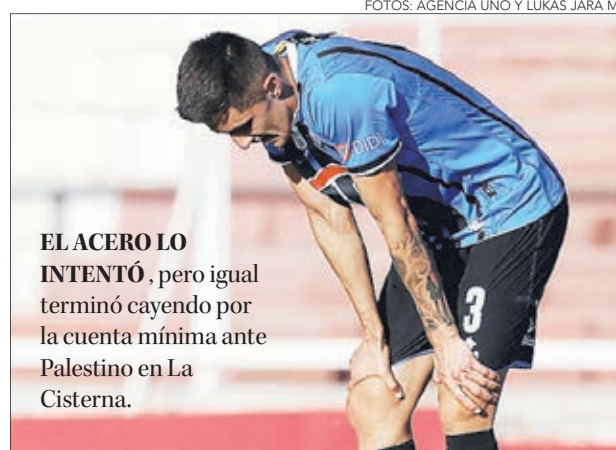 FOTOS: AGENCIA UNO Y LUKAS JARA M
EL ACERO LO
INTENTÓ , pero igual
terminó cayendo por
la cuenta mínima ante
Palestino en La
Cisterna.
DIDI
3